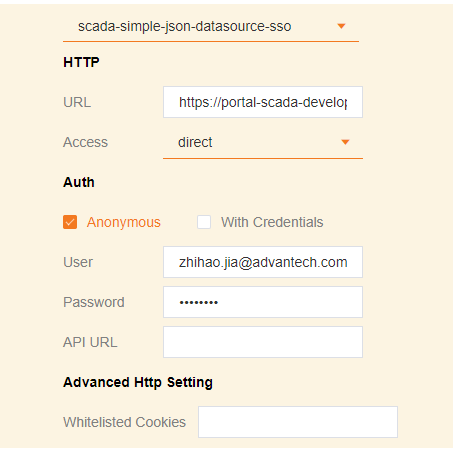 scada-simple-json-datasource-sso
HTTP
URL https://portal-scada-develop
Access direct
Auth
Anonymous With Credentials
User zhihao.jia@advantech.com
Password ••••••••
API URL
Advanced Http Setting
Whitelisted Cookies